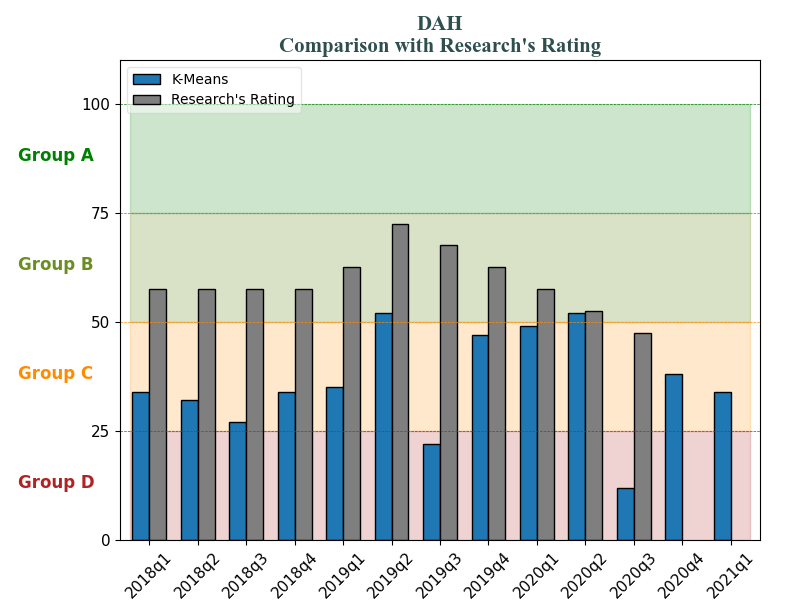 DAH
Comparison with Research's Rating
K-Means
Research's Rating
100
Group A
75
Group B
50
Group C
25
Group D
0
2018q1 2018q2 2018q3 2018q4 2019q1 2019q2 2019q3 2019q4 2020q1 2020q2 2020q3 2020q4 2021q1